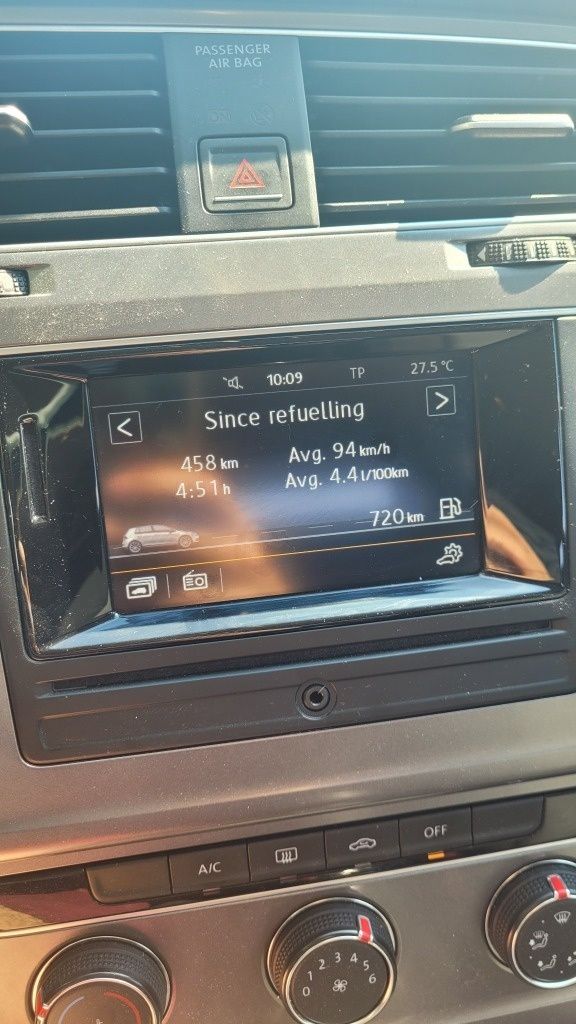 PASSENGER
AIR BAG
ON
10:09 TP 27.5 °C
Since refuelling
458 km Avg. 94 km/h
4:51 h Avg. 4.4 l/100km
720 km
A/C OFF
0 1 2 3 4 5 6